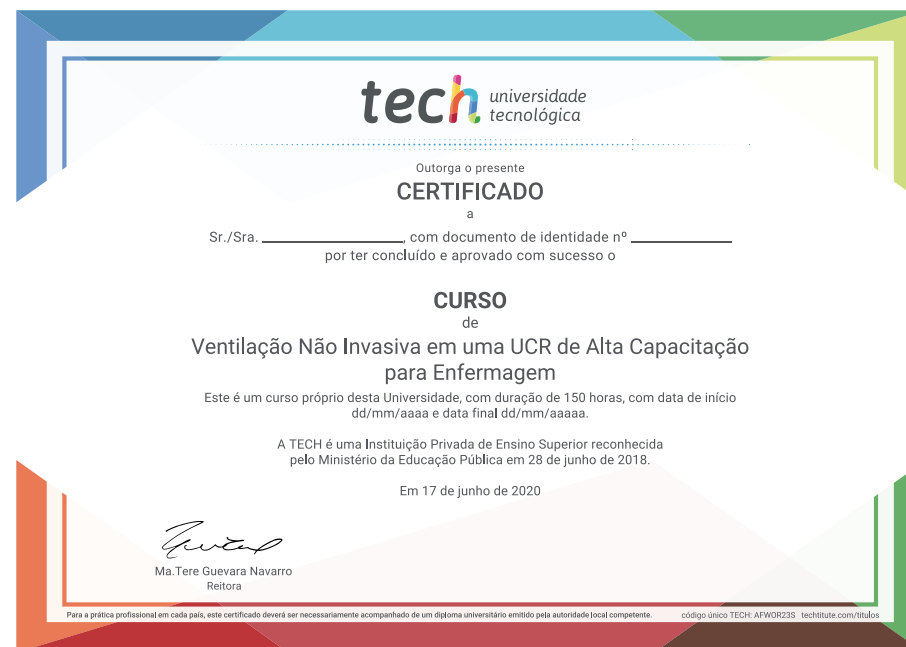 tech universidade
tecnológica
Outorga o presente
CERTIFICADO
a
Sr./Sra. ____________________, com documento de identidade nº ______________
por ter concluído e aprovado com sucesso o
CURSO
de
Ventilação Não Invasiva em uma UCR de Alta Capacitação
para Enfermagem
Este é um curso próprio desta Universidade, com duração de 150 horas, com data de início
dd/mm/aaaa e data final dd/mm/aaaaa.
A TECH é uma Instituição Privada de Ensino Superior reconhecida
pelo Ministério da Educação Pública em 28 de junho de 2018.
Em 17 de junho de 2020
Ma.Tere Guevara Navarro
Reitora
Para a prática profissional em cada país, este certificado deverá ser necessariamente acompanhado de um diploma universitário emitido pela autoridade local competente. código único TECH: AFWOR23S techtitute.com/titulos